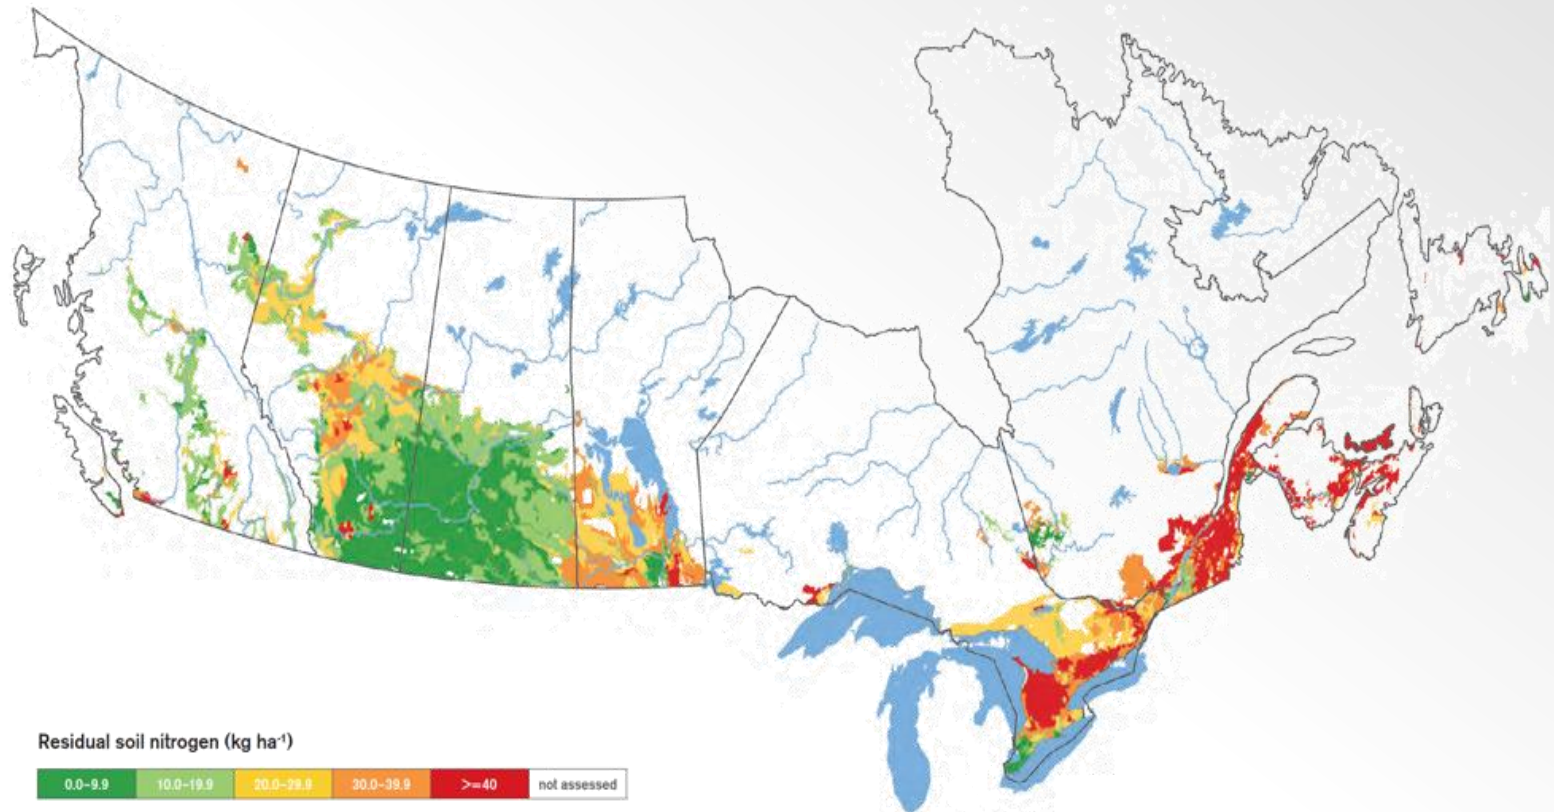 Residual soil nitrogen (kg ha⁻¹)
0.0–9.9 10.0–19.9 20.0–29.9 30.0–39.9 >=40 not assessed